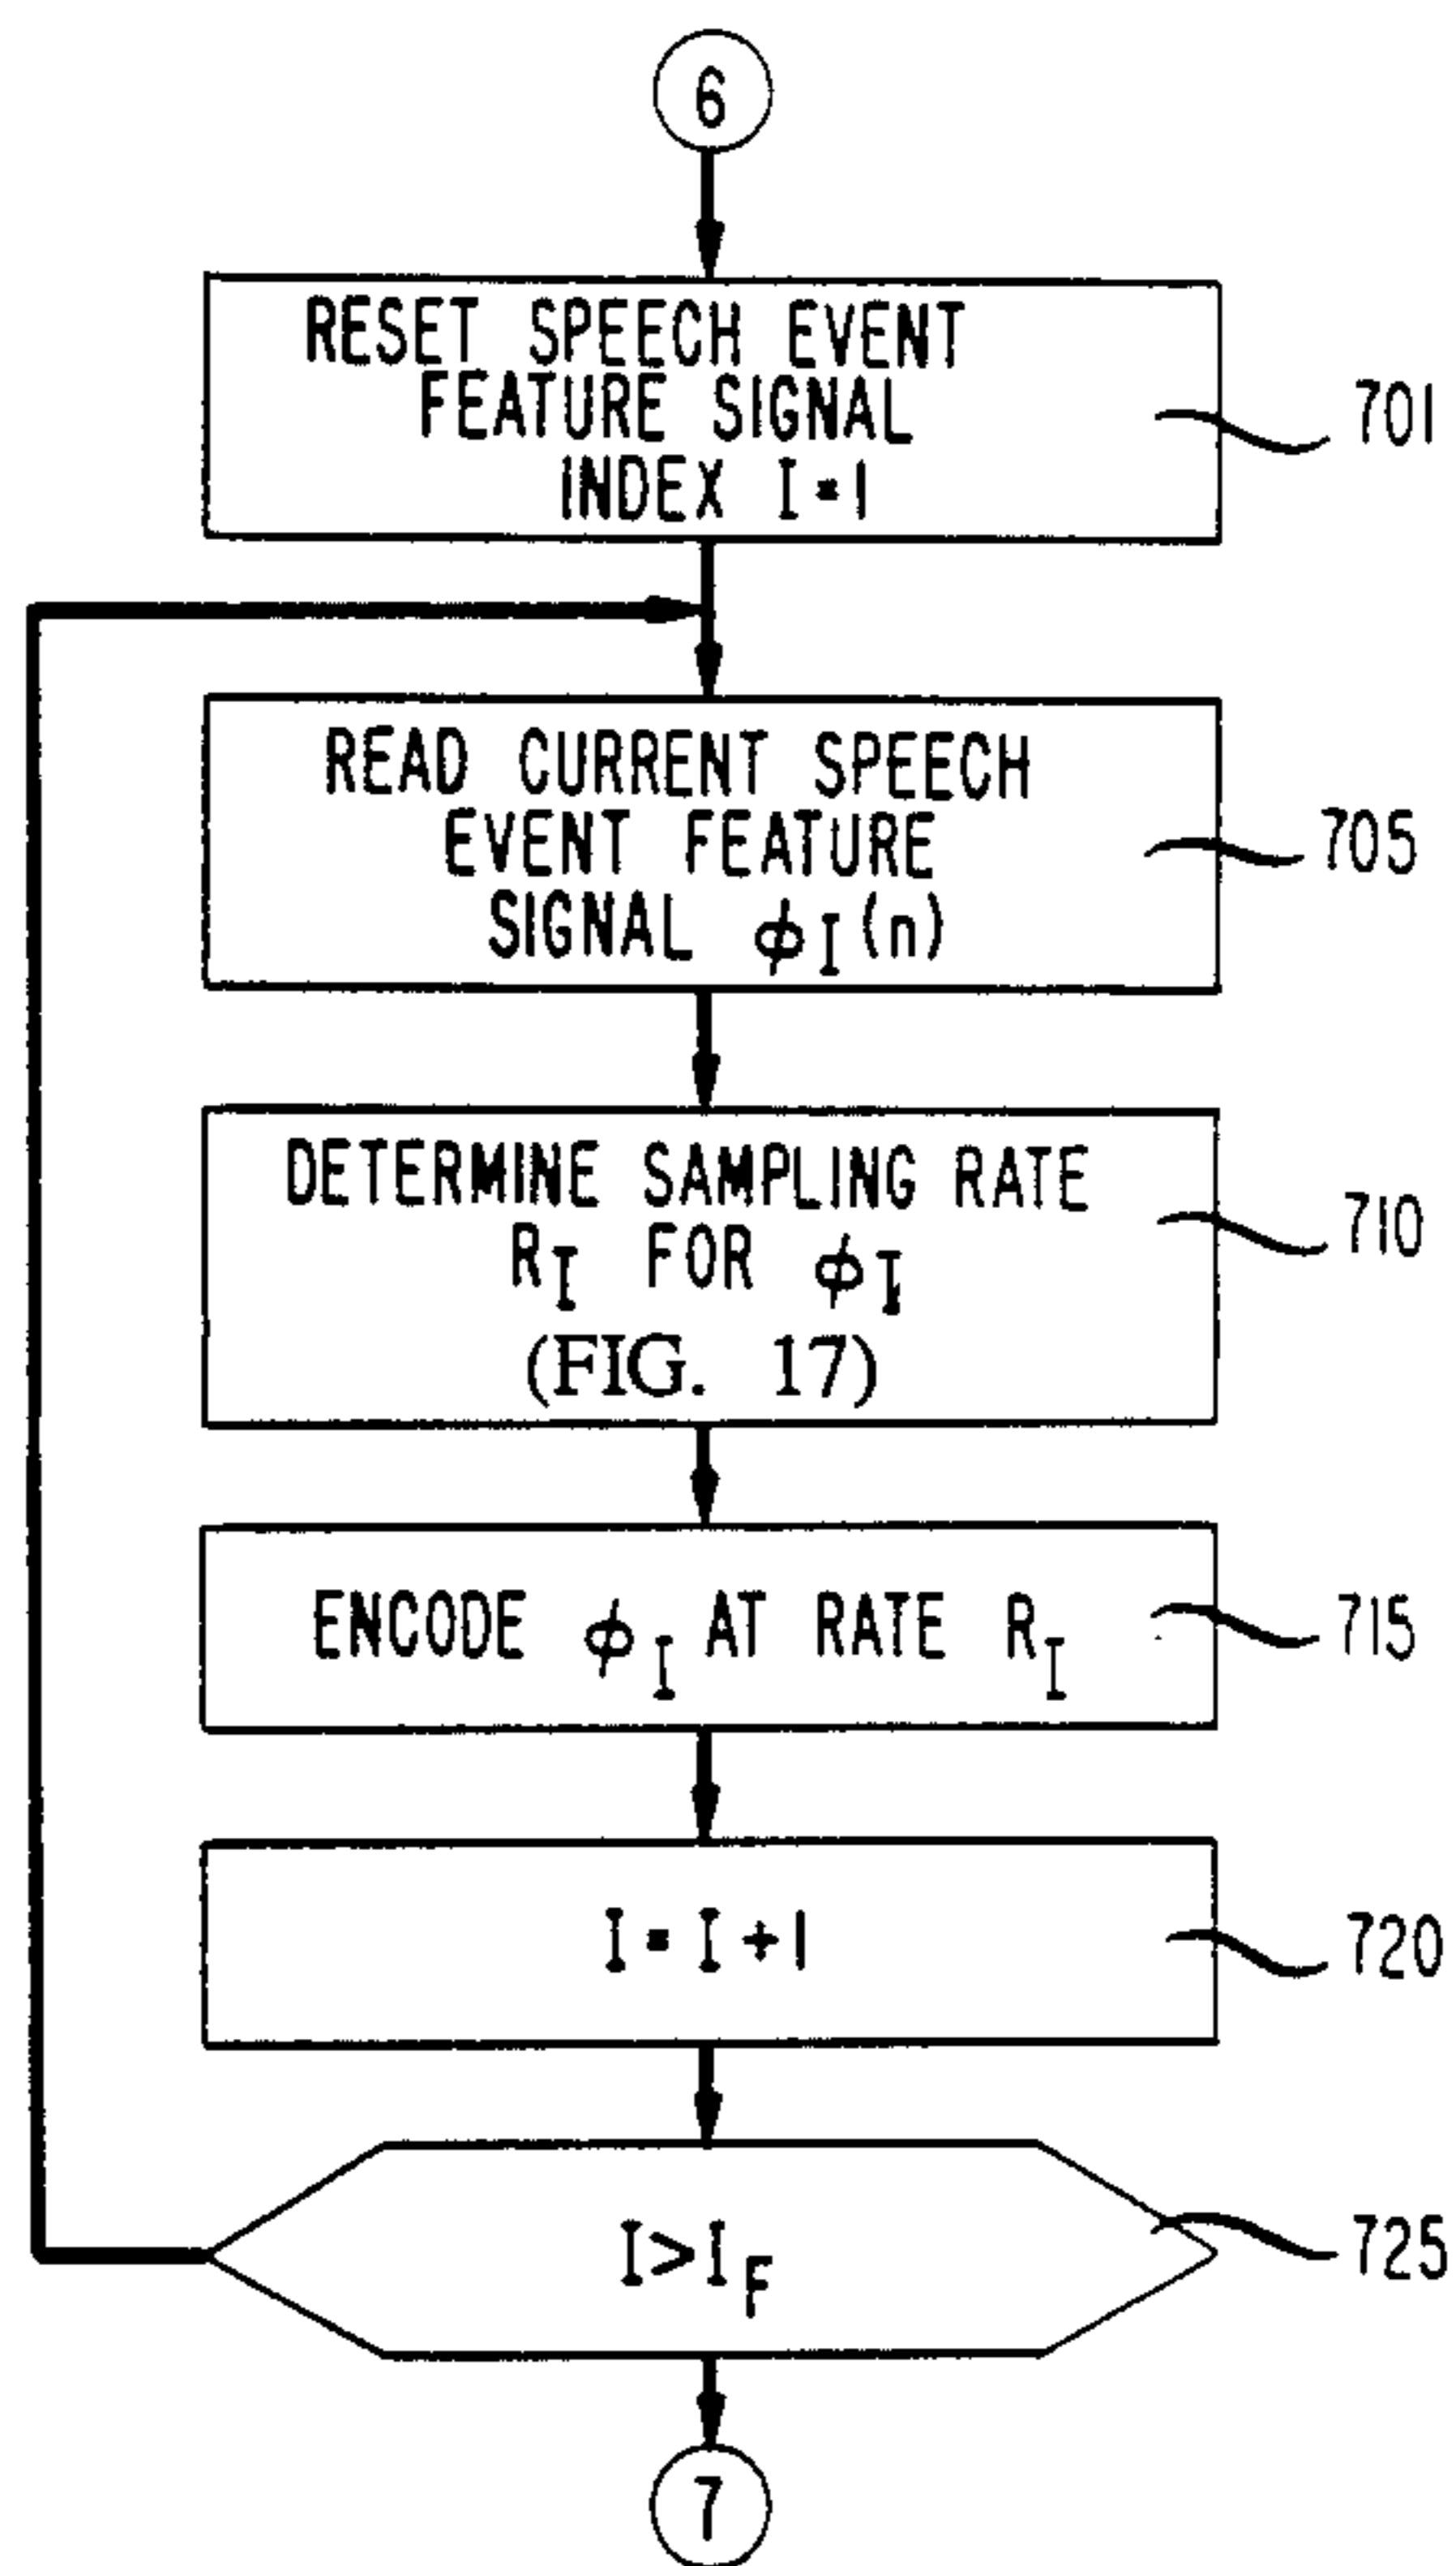 6
RESET SPEECH EVENT
FEATURE SIGNAL
INDEX I = 1
701
READ CURRENT SPEECH
EVENT FEATURE
SIGNAL ϕI(n)
705
DETERMINE SAMPLING RATE
RI FOR ϕI
(FIG. 17)
710
ENCODE ϕI AT RATE RI
715
I = I + 1
720
I>IF
725
7